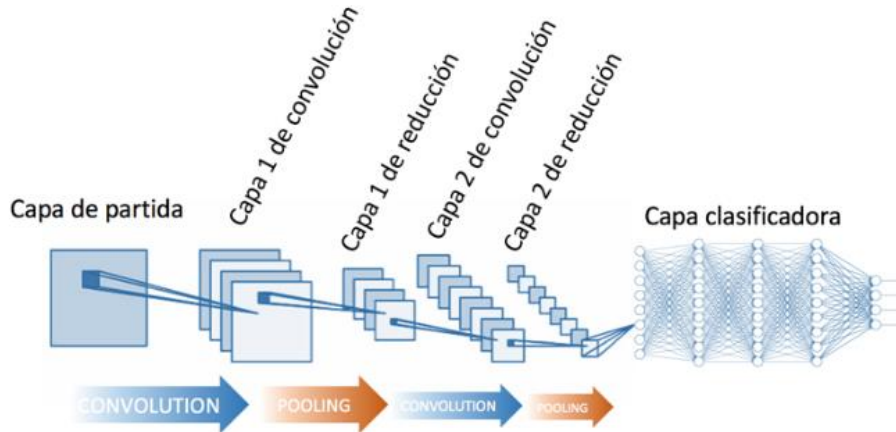 Capa de partida
Capa 1 de convolución
Capa 1 de reducción
Capa 2 de convolución
Capa 2 de reducción
Capa clasificadora
CONVOLUTION
POOLING
CONVOLUTION
POOLING